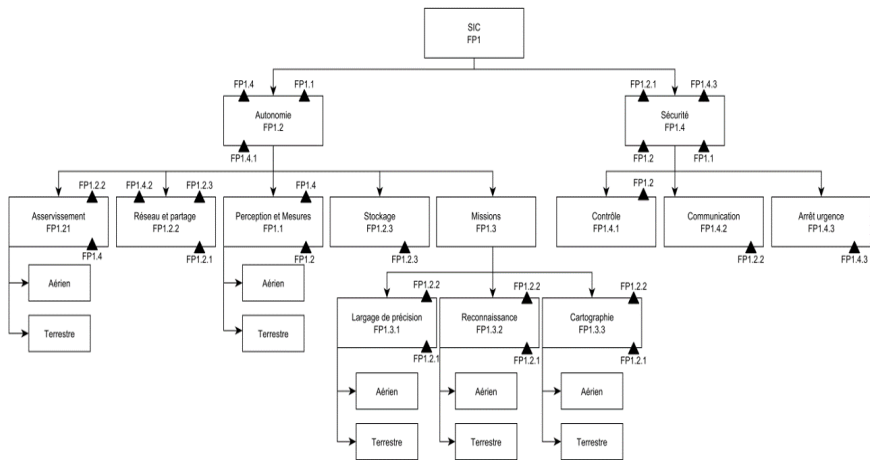 SIC
FP1
FP1.4
FP1.1
FP1.2.1
FP1.4.3
Autonomie
FP1.2
Sécurité
FP1.4
FP1.4.1
FP1.2
FP1.1
FP1.2.2
FP1.4.2
FP1.2.3
FP1.4
FP1.2
Asservissement
FP1.21
Réseau et partage
FP1.2.2
Perception et Mesures
FP1.1
Stockage
FP1.2.3
Missions
FP1.3
Contrôle
FP1.4.1
Communication
FP1.4.2
Arrêt urgence
FP1.4.3
FP1.4
FP1.2.1
FP1.2
FP1.2.3
FP1.2.2
FP1.4.3
Aérien
Aérien
Terrestre
Terrestre
FP1.2.2
FP1.2.2
FP1.2.2
Largage de précision
FP1.3.1
Reconnaissance
FP1.3.2
Cartographie
FP1.3.3
FP1.2.1
FP1.2.1
FP1.2.1
Aérien
Aérien
Aérien
Terrestre
Terrestre
Terrestre